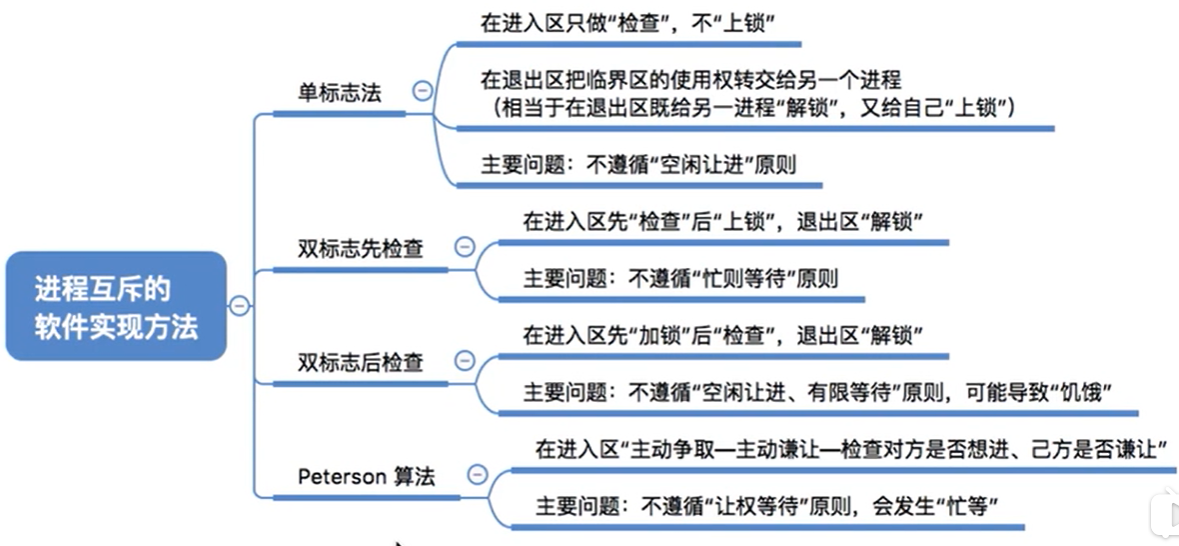 在进入区只做“检查”，不“上锁”
单标志法
在退出区把临界区的使用权转交给另一个进程
（相当于在退出区既给另一进程“解锁”，又给自己“上锁”）
主要问题：不遵循“空闲让进”原则
进程互斥的
软件实现方法
双标志先检查
在进入区先“检查”后“上锁”，退出区“解锁”
主要问题：不遵循“忙则等待”原则
双标志后检查
在进入区先“加锁”后“检查”，退出区“解锁”
主要问题：不遵循“空闲让进、有限等待”原则，可能导致“饥饿”
Peterson 算法
在进入区“主动争取—主动谦让—检查对方是否想进、己方是否谦让”
主要问题：不遵循“让权等待”原则，会发生“忙等”